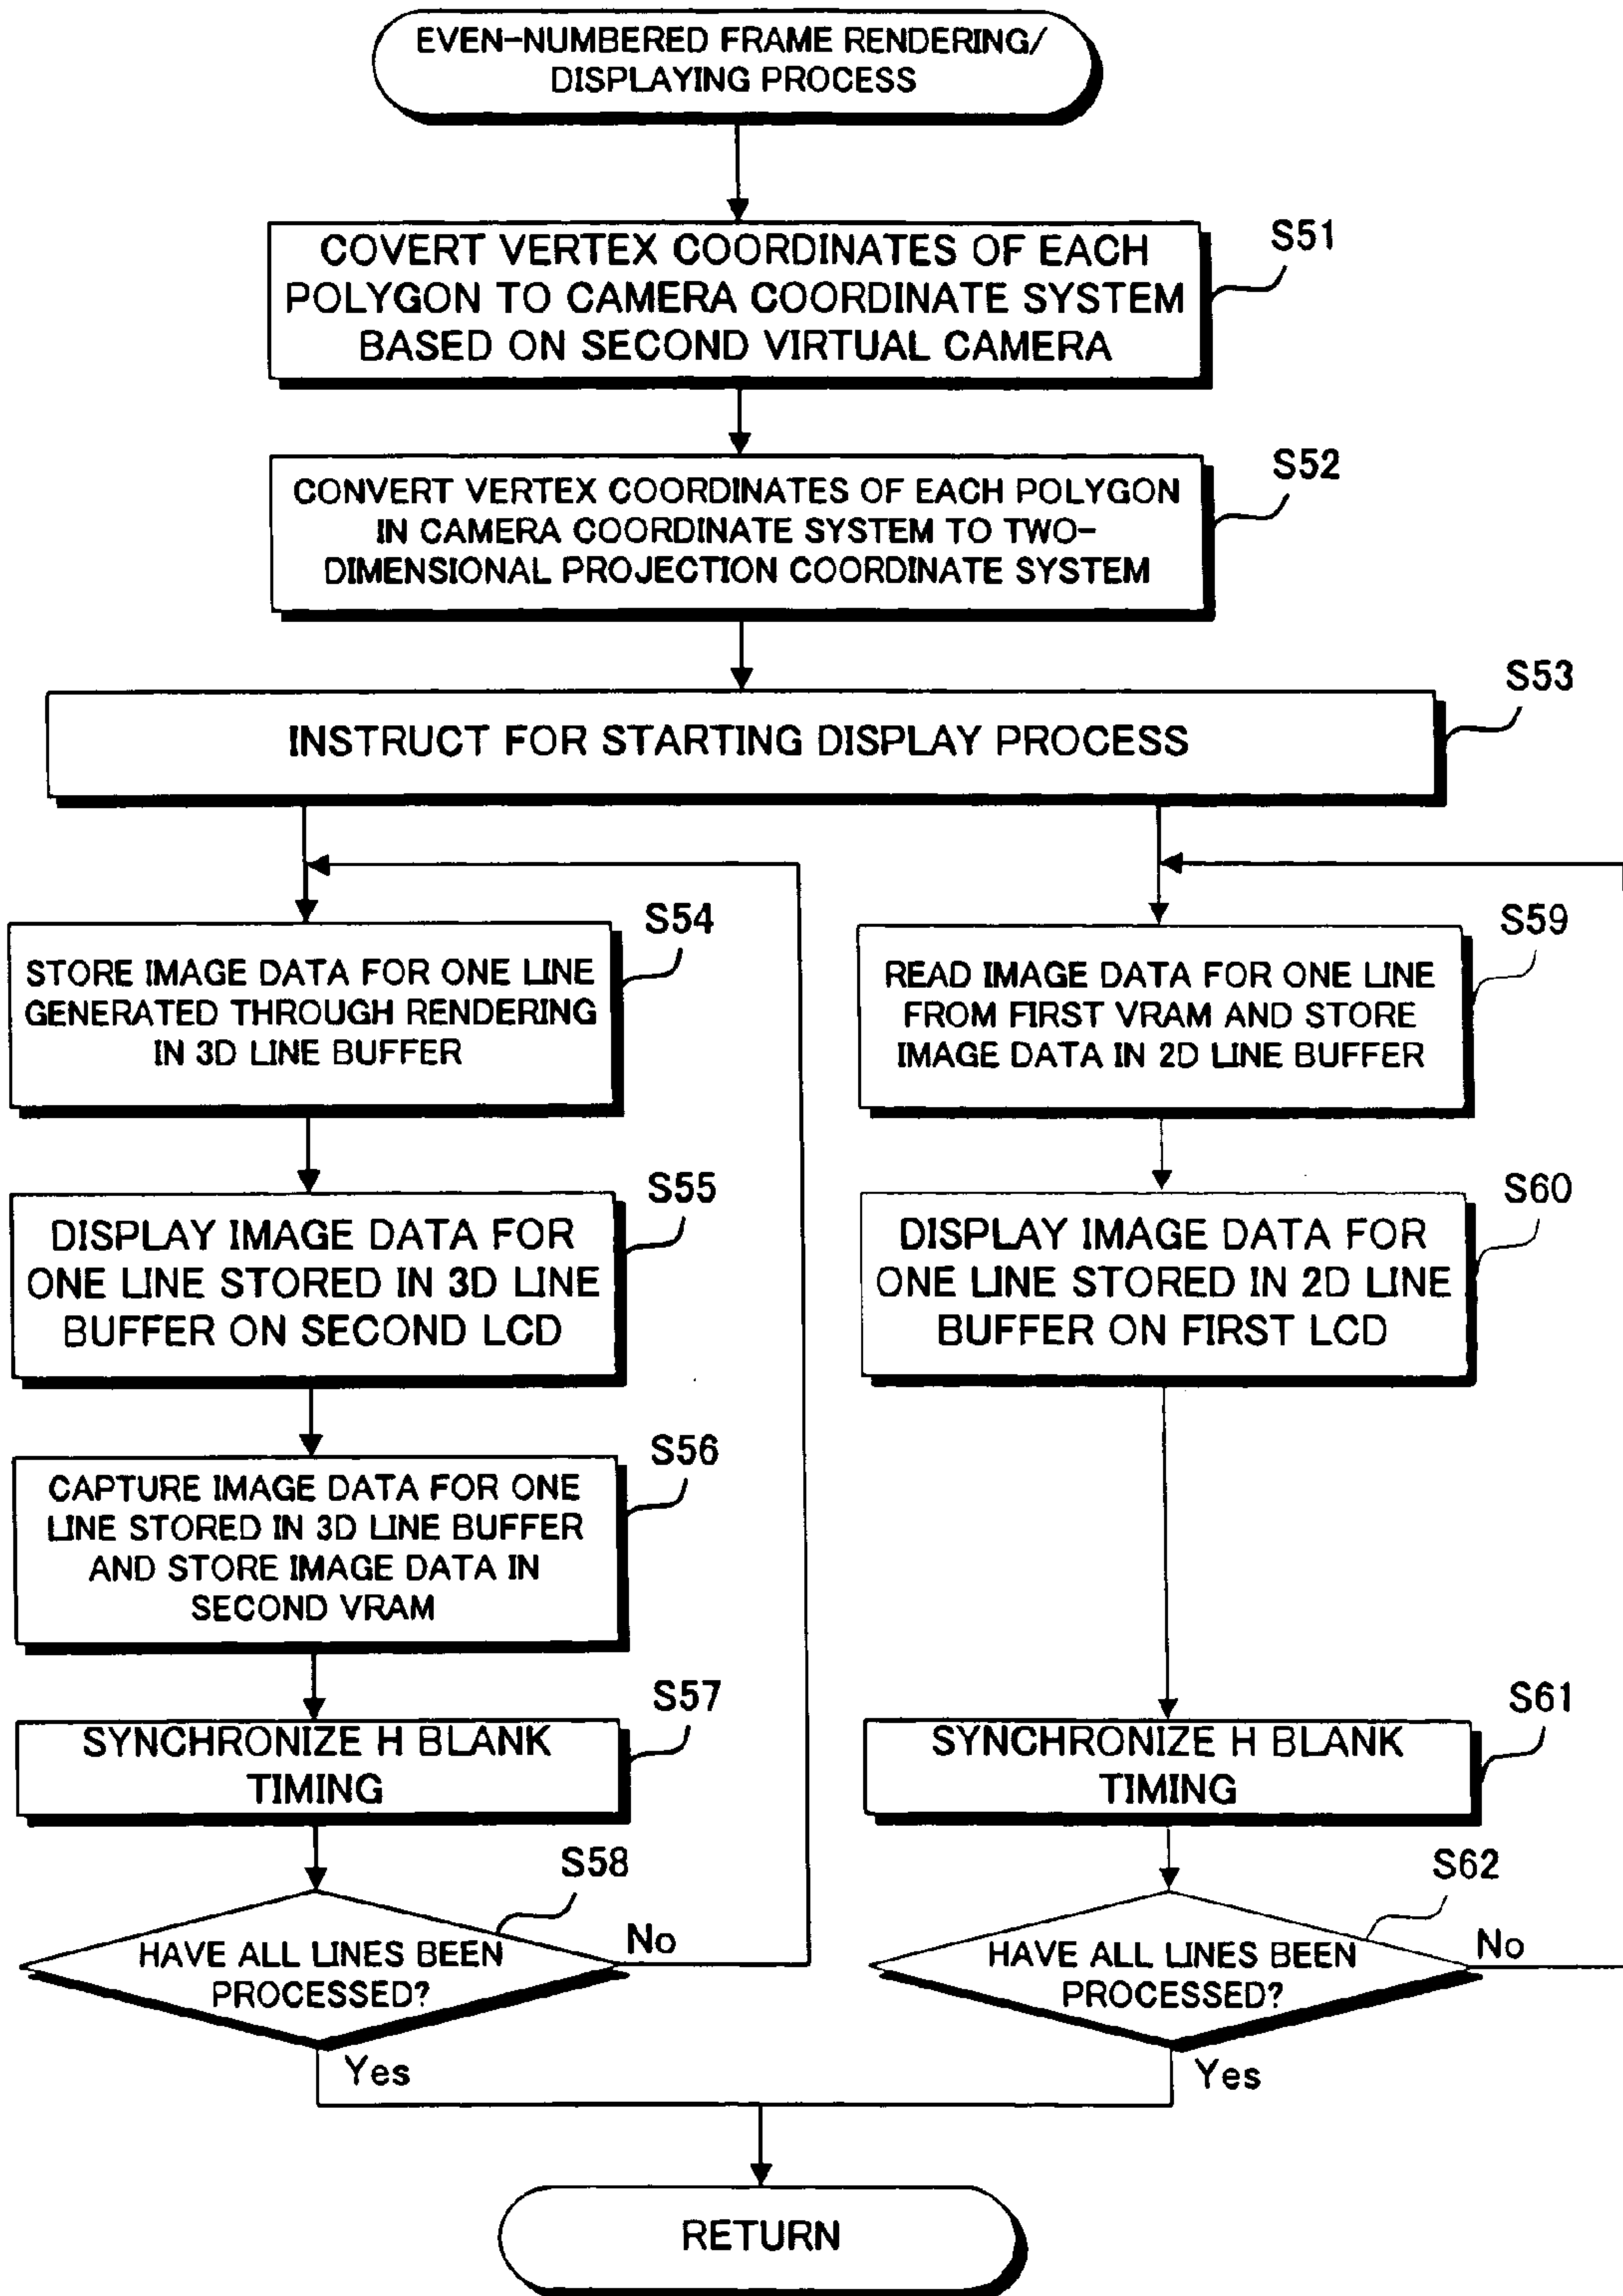 EVEN-NUMBERED FRAME RENDERING/
DISPLAYING PROCESS
S51
COVERT VERTEX COORDINATES OF EACH
POLYGON TO CAMERA COORDINATE SYSTEM
BASED ON SECOND VIRTUAL CAMERA
S52
CONVERT VERTEX COORDINATES OF EACH POLYGON
IN CAMERA COORDINATE SYSTEM TO TWO-
DIMENSIONAL PROJECTION COORDINATE SYSTEM
S53
INSTRUCT FOR STARTING DISPLAY PROCESS
S54
STORE IMAGE DATA FOR ONE LINE
GENERATED THROUGH RENDERING
IN 3D LINE BUFFER
S55
DISPLAY IMAGE DATA FOR
ONE LINE STORED IN 3D LINE
BUFFER ON SECOND LCD
S56
CAPTURE IMAGE DATA FOR ONE
LINE STORED IN 3D LINE BUFFER
AND STORE IMAGE DATA IN
SECOND VRAM
S57
SYNCHRONIZE H BLANK
TIMING
S58
HAVE ALL LINES BEEN
PROCESSED?
No
Yes
S59
READ IMAGE DATA FOR ONE LINE
FROM FIRST VRAM AND STORE
IMAGE DATA IN 2D LINE BUFFER
S60
DISPLAY IMAGE DATA FOR
ONE LINE STORED IN 2D LINE
BUFFER ON FIRST LCD
S61
SYNCHRONIZE H BLANK
TIMING
S62
HAVE ALL LINES BEEN
PROCESSED?
No
Yes
RETURN